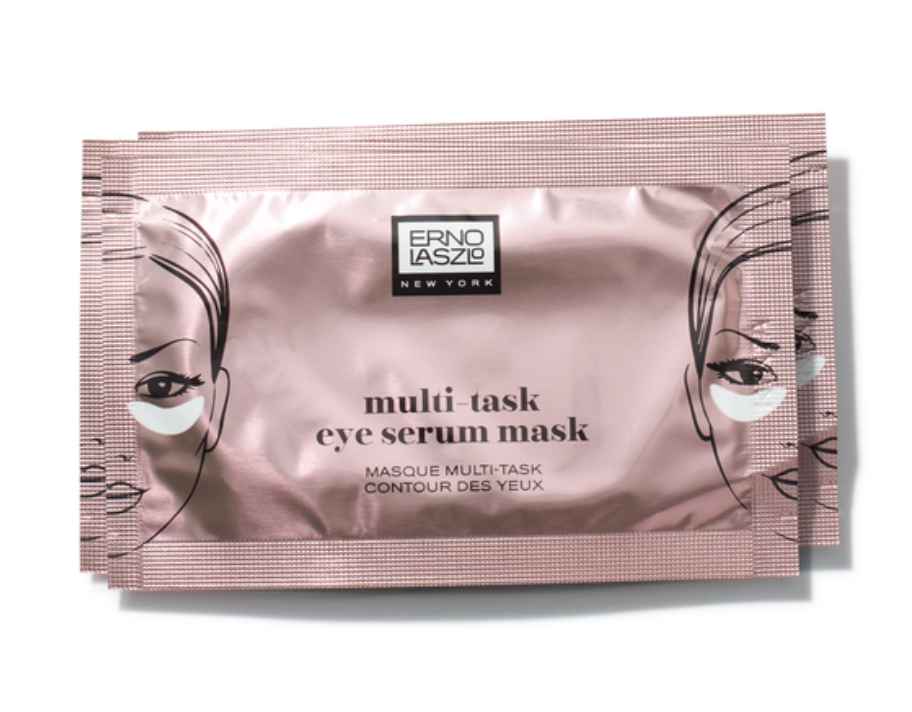 ERNO
LASZLO
NEW YORK
multi-task
eye serum mask
MASQUE MULTI-TASK
CONTOUR DES YEUX